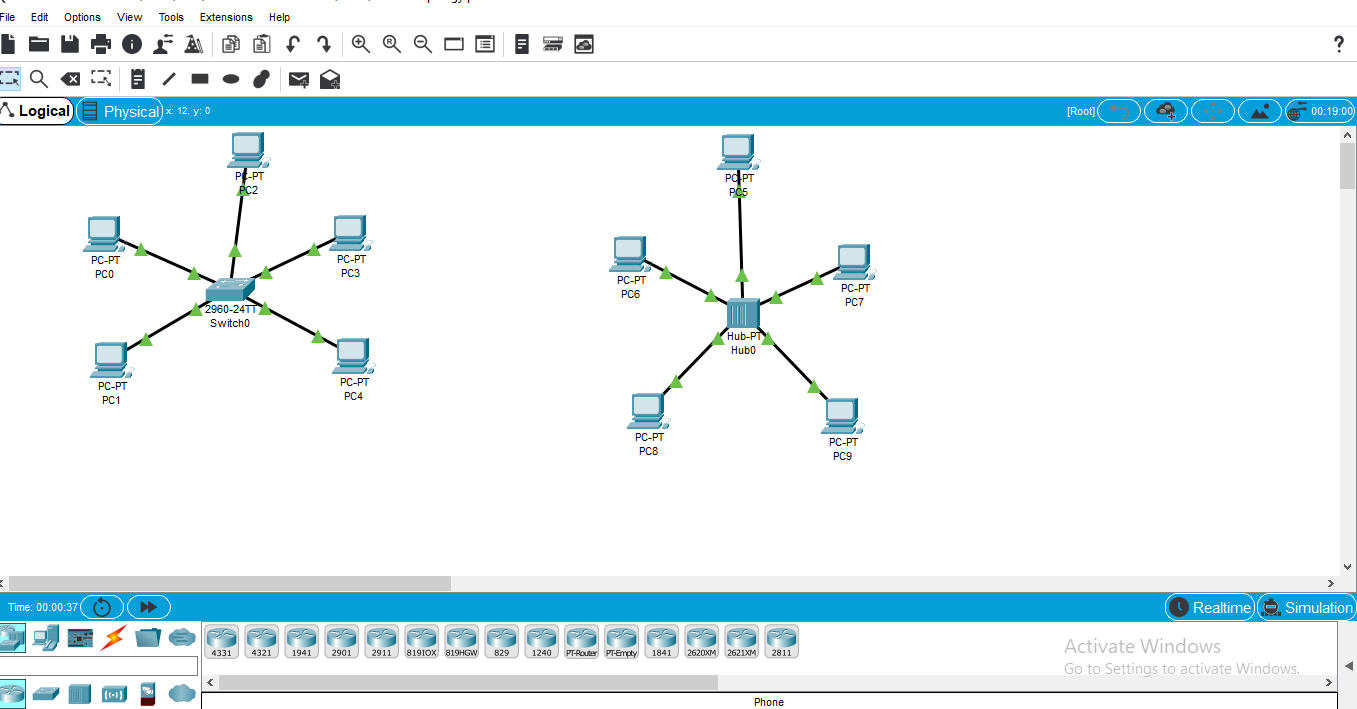 File Edit Options View Tools Extensions Help
Logical Physical x: 12, y: 0 [Root] 00:19:00
PC-PT
PC2
PC-PT
PC0
PC-PT
PC3
2960-24TT
Switch0
PC-PT
PC1
PC-PT
PC4
PC-PT
PC5
PC-PT
PC6
PC-PT
PC7
Hub-PT
Hub0
PC-PT
PC8
PC-PT
PC9
Time: 00:00:37 Realtime Simulation
4331 4321 1941 2901 2911 819IOX 819HGW 829 1240 PT-Router PT-Empty 1841 2620XM 2621XM 2811
Activate Windows
Go to Settings to activate Windows.
Phone